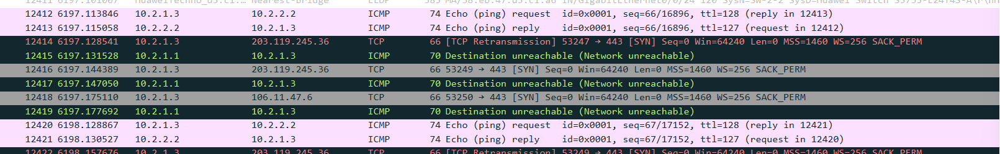 12412 6197.113846 10.2.1.3 10.2.2.2 ICMP 74 Echo (ping) request id=0x0001, seq=66/16896, ttl=128 (reply in 12413)
12413 6197.115058 10.2.2.2 10.2.1.3 ICMP 74 Echo (ping) reply id=0x0001, seq=66/16896, ttl=127 (request in 12412)
12414 6197.128541 10.2.1.3 203.119.245.36 TCP 66 [TCP Retransmission] 53247 → 443 [SYN] Seq=0 Win=64240 Len=0 MSS=1460 WS=256 SACK_PERM
12415 6197.131528 10.2.1.1 10.2.1.3 ICMP 70 Destination unreachable (Network unreachable)
12416 6197.144389 10.2.1.3 203.119.245.36 TCP 66 53249 → 443 [SYN] Seq=0 Win=64240 Len=0 MSS=1460 WS=256 SACK_PERM
12417 6197.147050 10.2.1.1 10.2.1.3 ICMP 70 Destination unreachable (Network unreachable)
12418 6197.175110 10.2.1.3 106.11.47.6 TCP 66 53250 → 443 [SYN] Seq=0 Win=64240 Len=0 MSS=1460 WS=256 SACK_PERM
12419 6197.177692 10.2.1.1 10.2.1.3 ICMP 70 Destination unreachable (Network unreachable)
12420 6198.128867 10.2.1.3 10.2.2.2 ICMP 74 Echo (ping) request id=0x0001, seq=67/17152, ttl=128 (reply in 12421)
12421 6198.130527 10.2.2.2 10.2.1.3 ICMP 74 Echo (ping) reply id=0x0001, seq=67/17152, ttl=127 (request in 12420)
12422 6198.157676 10.2.1.3 203.119.245.36 TCP 66 [TCP Retransmission] 53249 → 443 [SYN] Seq=0 Win=64240 Len=0 MSS=1460 WS=256 SACK_PERM